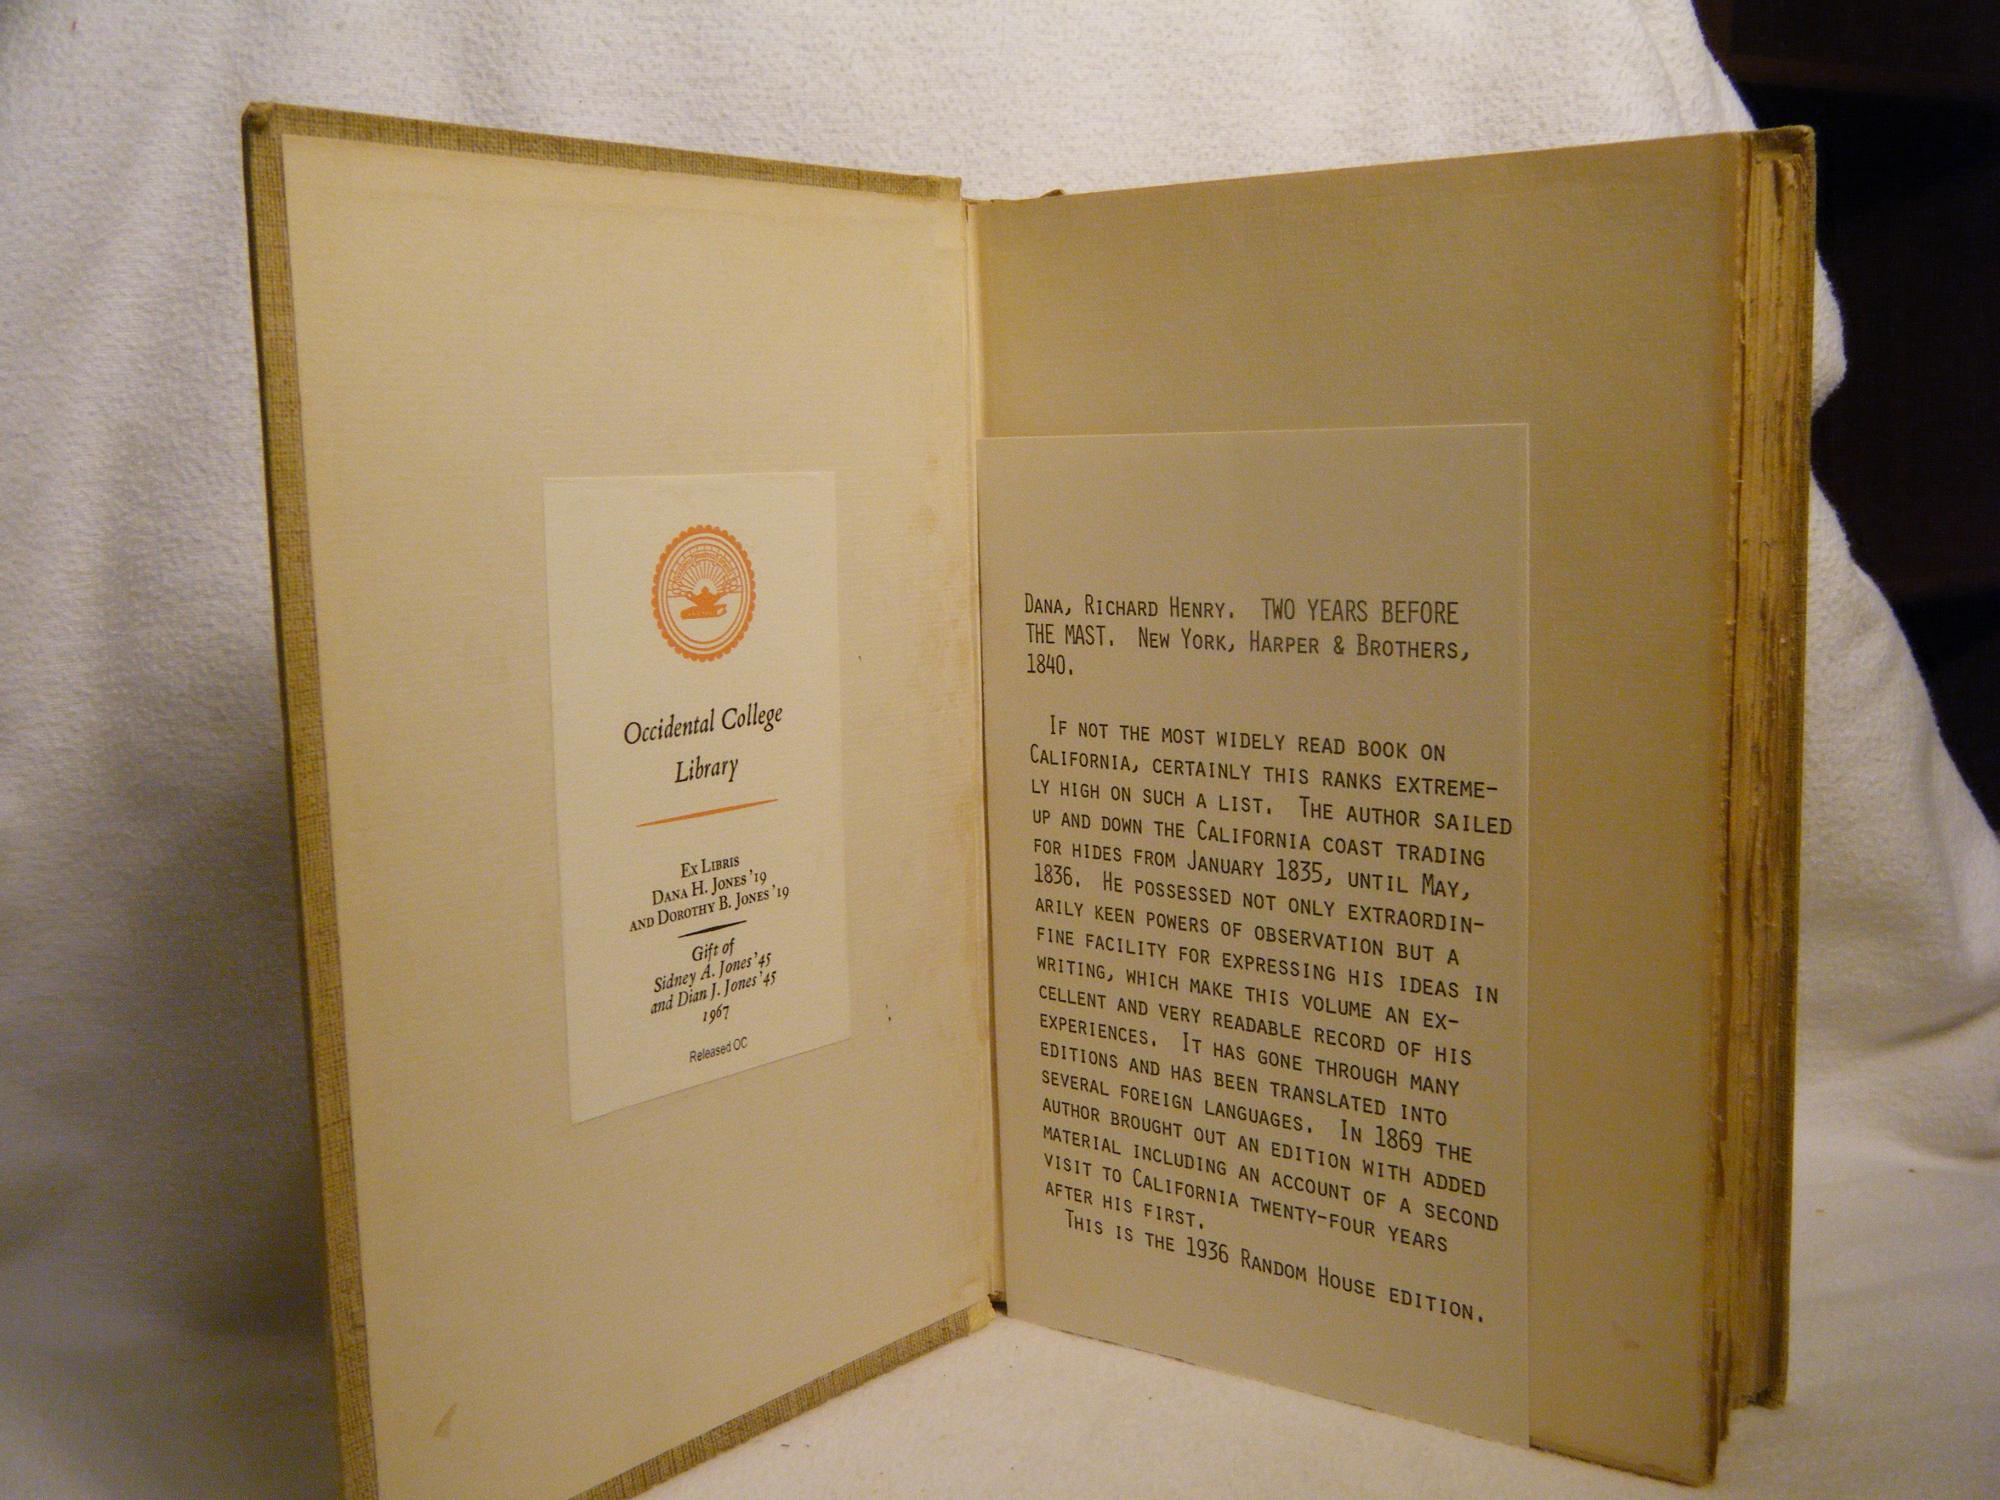 Occidental College
Library
Ex Libris
Dana H. Jones '19
and Dorothy B. Jones '19
Gift of
Sidney A. Jones '45
and Dian J. Jones '45
1967
Released OC
Dana, Richard Henry. TWO YEARS BEFORE
THE MAST. New York, Harper & Brothers,
1840.
If not the most widely read book on
California, certainly this ranks extreme-
ly high on such a list. The author sailed
up and down the California coast trading
for hides from January 1835, until May,
1836. He possessed not only extraordin-
arily keen powers of observation but a
fine facility for expressing his ideas in
writing, which make this volume an ex-
cellent and very readable record of his
experiences. It has gone through many
editions and has been translated into
several foreign languages. In 1869 the
author brought out an edition with added
material including an account of a second
visit to California twenty-four years
after his first.
This is the 1936 Random House edition.